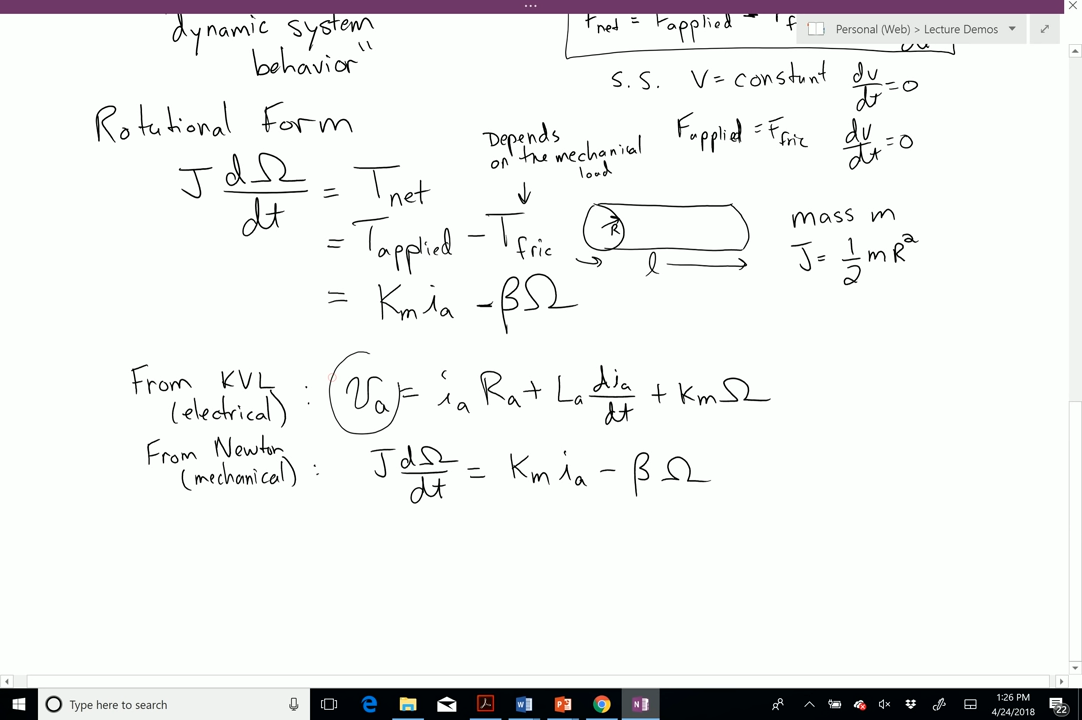 ...
Personal (Web) > Lecture Demos
"dynamic system
behavior"
F_net = F_applied - F_f
S.S. V = constant dv/dt = 0
F_applied = F_fric dv/dt = 0
Rotational Form
Depends
on the mechanical
load
J dΩ/dt = T_net
= T_applied - T_fric
= K_m i_a - βΩ
R
l
mass m
J = 1/2 m R²
From KVL
(electrical) : v_a = i_a R_a + L_a di_a/dt + K_m Ω
From Newton
(mechanical) : J dΩ/dt = K_m i_a - β Ω
Type here to search
1:26 PM
4/24/2018
22